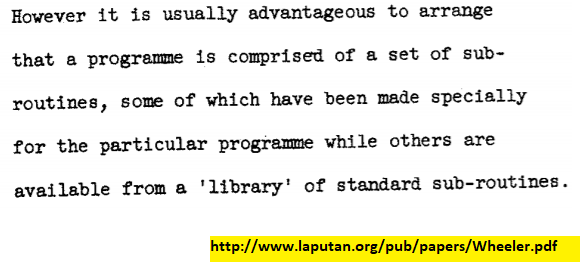 However it is usually advantageous to arrange
that a programme is comprised of a set of sub-
routines, some of which have been made specially
for the particular programme while others are
available from a 'library' of standard sub-routines.
http://www.laputan.org/pub/papers/Wheeler.pdf